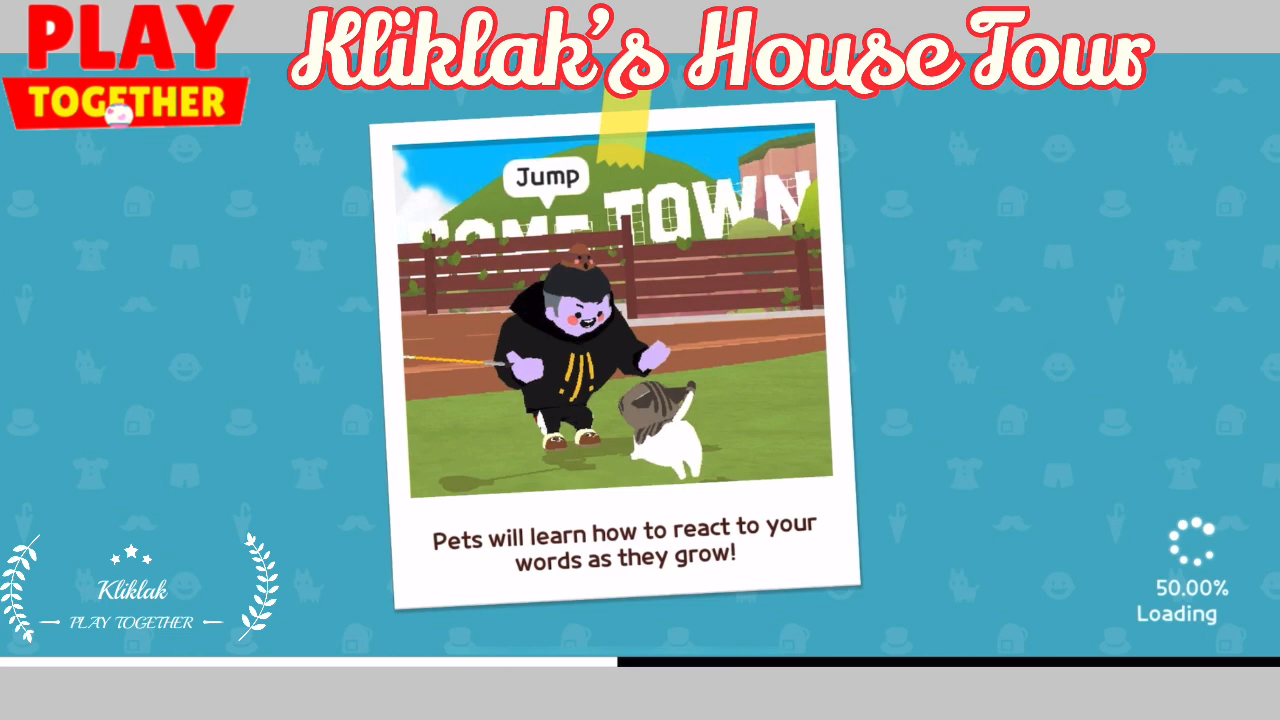 PLAY
TOGETHER
Kliklak's House Tour
Jump
TOWN
Pets will learn how to react to your
words as they grow!
Kliklak
PLAY TOGETHER
50.00%
Loading